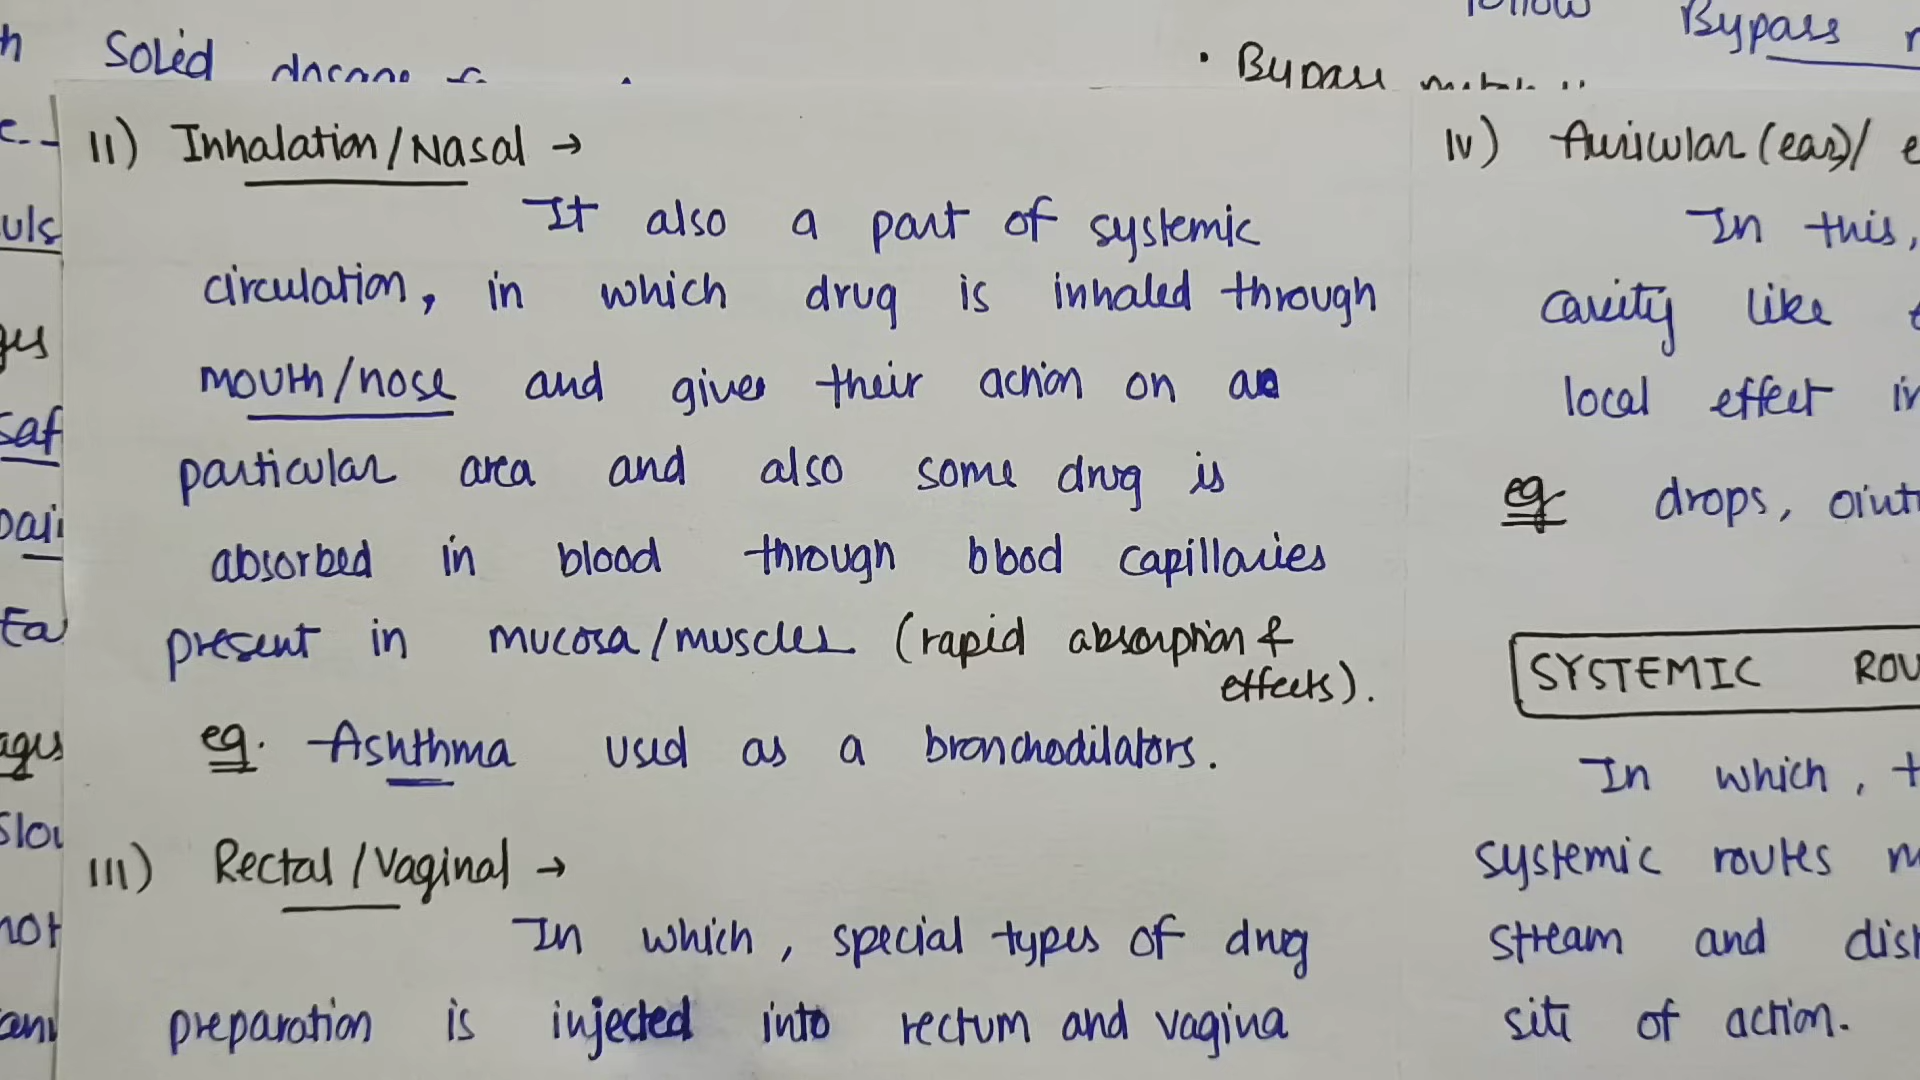 Solid
Bypass
Bypass
II) Inhalation/Nasal →
It also a part of systemic
circulation, in which drug is inhaled through
mouth/nose and gives their action on a
particular area and also some drug is
absorbed in blood through blood capillaries
present in mucosa/muscles (rapid absorption &
effects).
eg. Ashthma used as a bronchodilators.
III) Rectal/Vaginal →
In which, special types of drug
preparation is injected into rectum and vagina
IV) Auricular (ear)/
In this,
cavity like
local effect
eg drops,
SYSTEMIC
In which,
systemic routes
stream and
site of action.